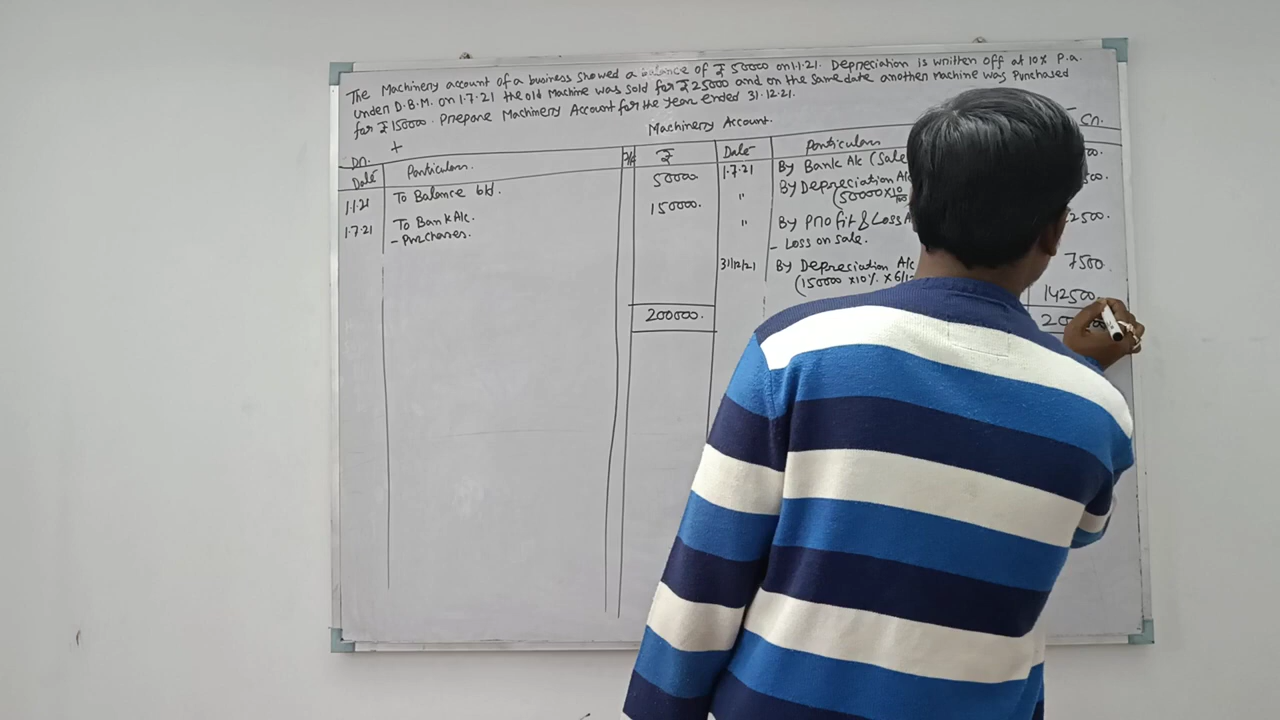 The Machinery account of a business showed a balance of ₹ 50000 on 1.1.21. Depreciation is written off at 10% P.a.
under D.B.M. on 1.7.21 the old Machine was sold for ₹ 25000 and on the same date another Machine was Purchased
for ₹ 150000. Prepare Machinery Account for the year ended 31.12.21.
Machinery Account.
Dr. + Cr.
Date Particulars. ₹ Date Particulars
1.1.21 To Balance b/d. 50000. 1.7.21 By Bank A/c (Sale
1.7.21 To Bank A/c. 150000. " By Depreciation A/c
- Purchases. (50000 x 10/100
" By Profit & Loss A 2500.
- Loss on sale.
31/12/21 By Depreciation A/c 7500.
(150000 x 10% x 6/1
142500.
200000. 20